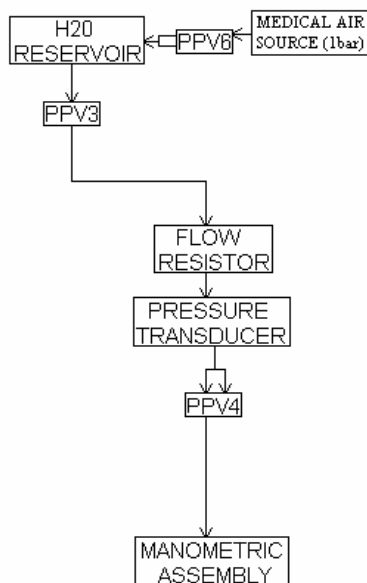 H20
RESERVOIR
PPV6
MEDICAL AIR
SOURCE (1bar)
PPV3
FLOW
RESISTOR
PRESSURE
TRANSDUCER
PPV4
MANOMETRIC
ASSEMBLY